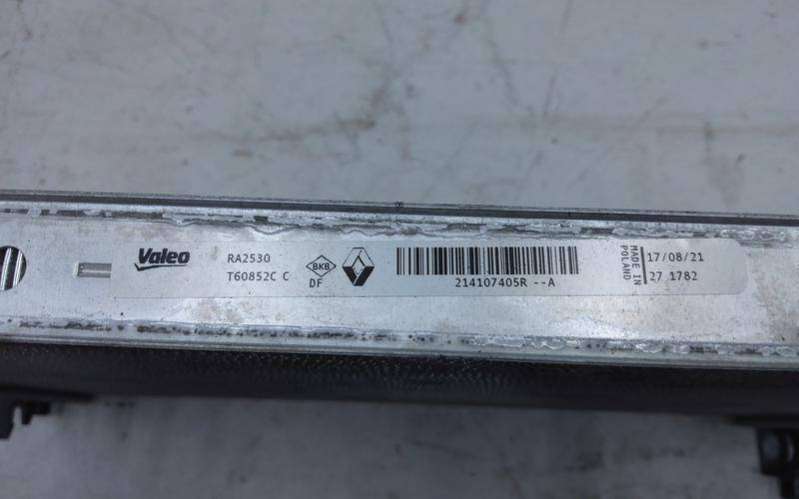 Valeo
RA2530
T60852C C
BKB
DF
214107405R --A
MADE IN
POLAND
17/08/21
27 1782